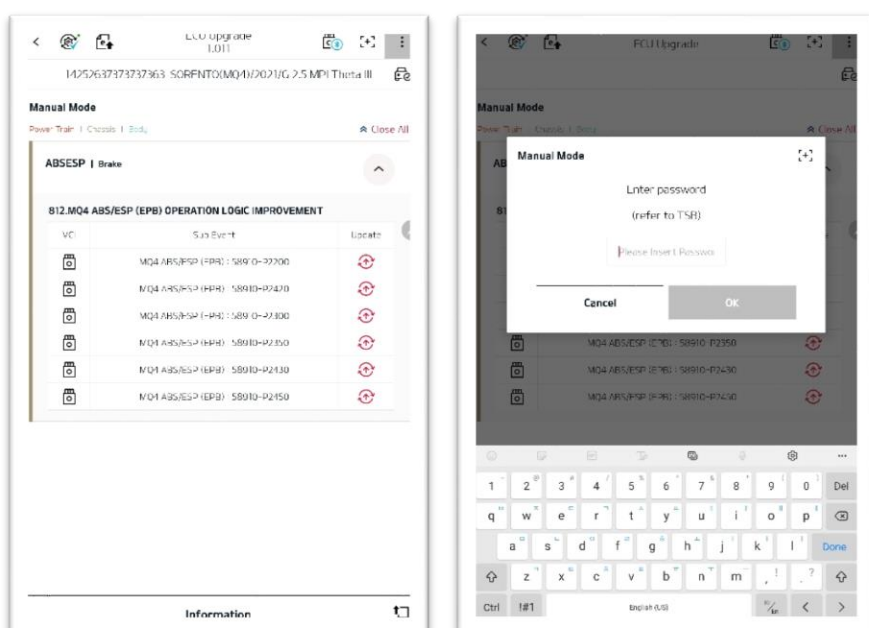 ECU Upgrade
1.011
SORENTO(MQ4)/2021/G 2.5 MPI Theta III
Manual Mode
Power Train | Chassis | Body
Close All
ABSESP | Brake
812.MQ4 ABS/ESP (EPB) OPERATION LOGIC IMPROVEMENT
VCI Sub Event Update
MQ4 ABS/ESP (EPB) : 58910-P2200
MQ4 ABS/ESP (EPB) : 58910-P2420
MQ4 ABS/ESP (EPB) : 58910-P2300
MQ4 ABS/ESP (EPB) : 58910-P2350
MQ4 ABS/ESP (EPB) : 58910-P2430
MQ4 ABS/ESP (EPB) : 58910-P2450
Information
ECU Upgrade
Manual Mode
Power Train | Chassis | Body
Close All
AB
Manual Mode
81
Enter password
(refer to TSB)
Please Insert Passwo
Cancel OK
MQ4 ABS/ESP (EPB) : 58910-P2350
MQ4 ABS/ESP (EPB) : 58910-P2430
MQ4 ABS/ESP (EPB) : 58910-P2450
1 2 3 4 5 6 7 8 9 0 Del
q w e r t y u i o p
a s d f g h j k l Done
z x c v b n m , ! . ?
Ctrl !#1 English (US) < >